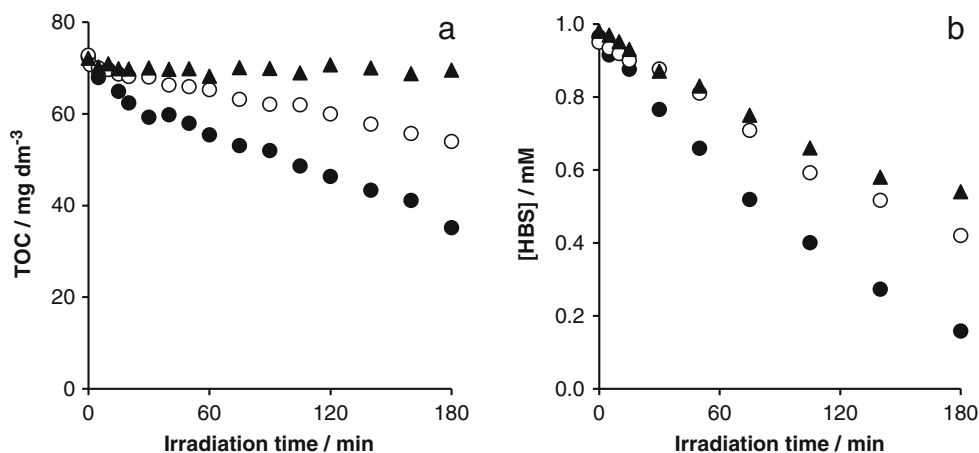 a
80
60
40
20
0
TOC / mg dm⁻³
0 60 120 180
Irradiation time / min
b
1.0
0.8
0.6
0.4
0.2
0.0
[HBS] / mM
0 60 120 180
Irradiation time / min